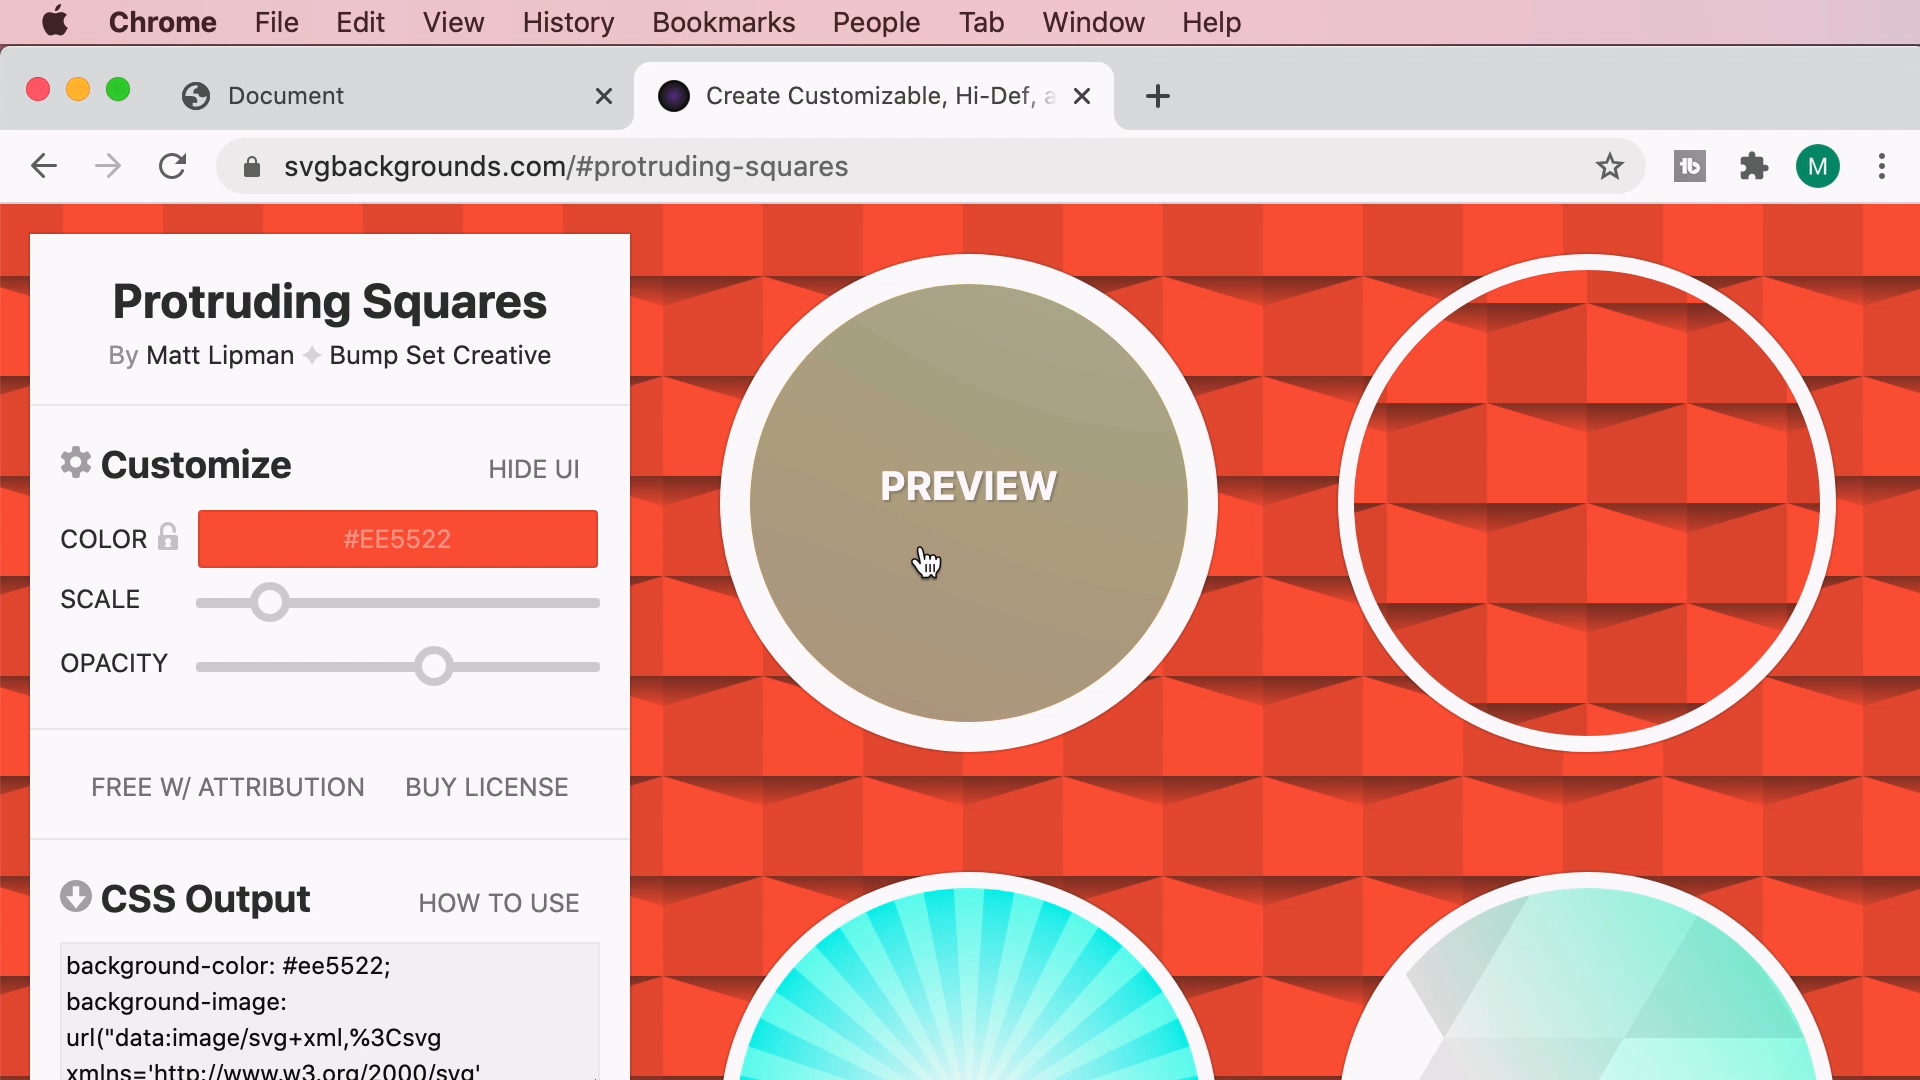 Chrome File Edit View History Bookmarks People Tab Window Help
Document
Create Customizable, Hi-Def, a
svgbackgrounds.com/#protruding-squares
M
Protruding Squares
By Matt Lipman ✦ Bump Set Creative
Customize HIDE UI
COLOR #EE5522
SCALE
OPACITY
FREE W/ ATTRIBUTION BUY LICENSE
CSS Output HOW TO USE
background-color: #ee5522;
background-image:
url("data:image/svg+xml,%3Csvg
xmlns='http://www.w3.org/2000/svg'
PREVIEW